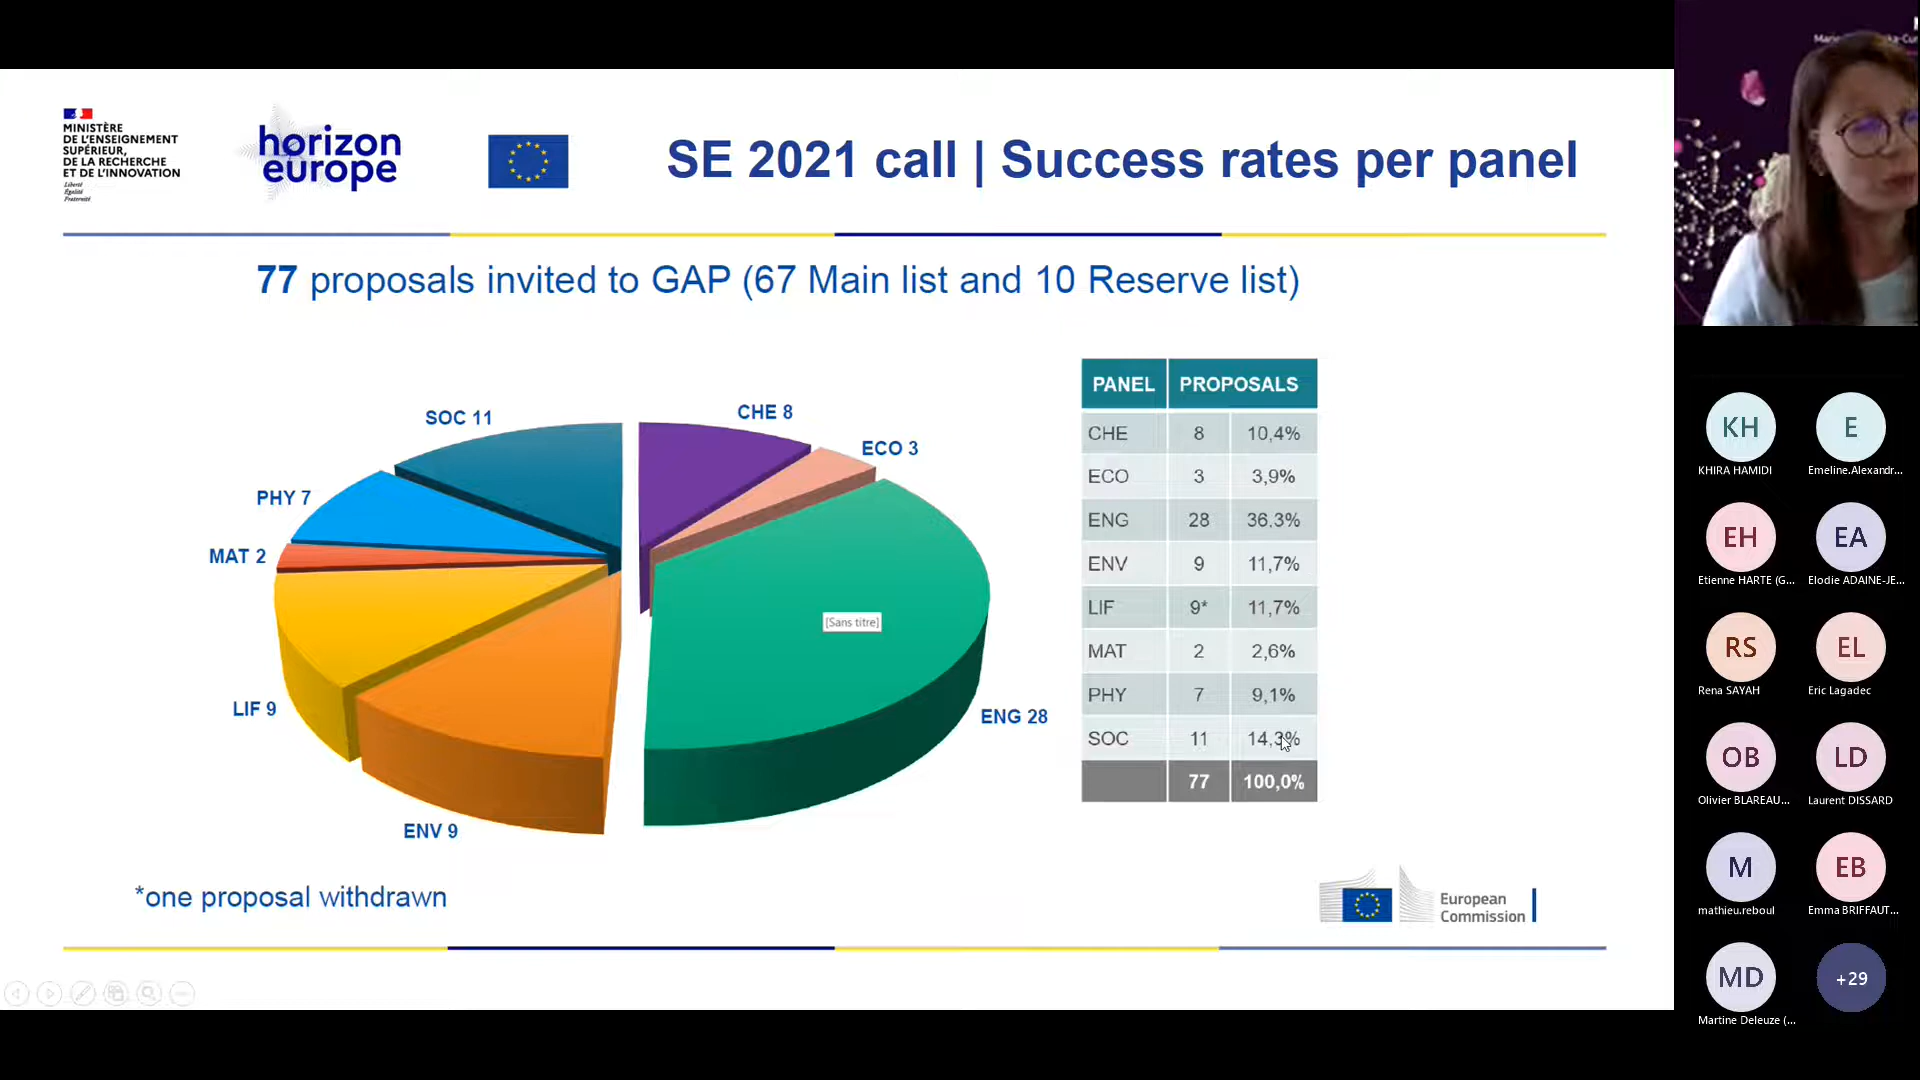 MINISTÈRE
DE L'ENSEIGNEMENT
SUPÉRIEUR,
DE LA RECHERCHE
ET DE L'INNOVATION
Liberté
Égalité
Fraternité
horizon
europe
SE 2021 call | Success rates per panel
77 proposals invited to GAP (67 Main list and 10 Reserve list)
SOC 11
CHE 8
ECO 3
PHY 7
MAT 2
[Sans titre]
LIF 9
ENG 28
ENV 9
PANEL PROPOSALS
CHE 8 10,4%
ECO 3 3,9%
ENG 28 36,3%
ENV 9 11,7%
LIF 9* 11,7%
MAT 2 2,6%
PHY 7 9,1%
SOC 11 14,3%
77 100,0%
*one proposal withdrawn
European
Commission
KH E
KHIRA HAMIDI Emeline.Alexandr...
EH EA
Etienne HARTE (G... Elodie ADAINE-JE...
RS EL
Rena SAYAH Eric Lagadec
OB LD
Olivier BLAREAU... Laurent DISSARD
M EB
mathieu.reboul Emma BRIFFAUT...
MD +29
Martine Deleuze (...